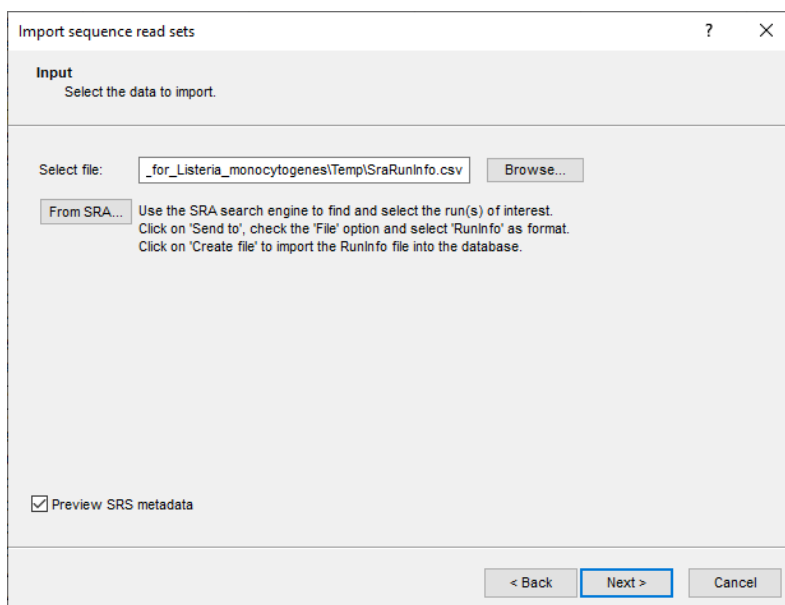 Import sequence read sets
?
Input
Select the data to import.
Select file:
_for_Listeria_monocytogenes\Temp\SraRunInfo.csv
Browse...
From SRA...
Use the SRA search engine to find and select the run(s) of interest.
Click on 'Send to', check the 'File' option and select 'RunInfo' as format.
Click on 'Create file' to import the RunInfo file into the database.
Preview SRS metadata
< Back
Next >
Cancel